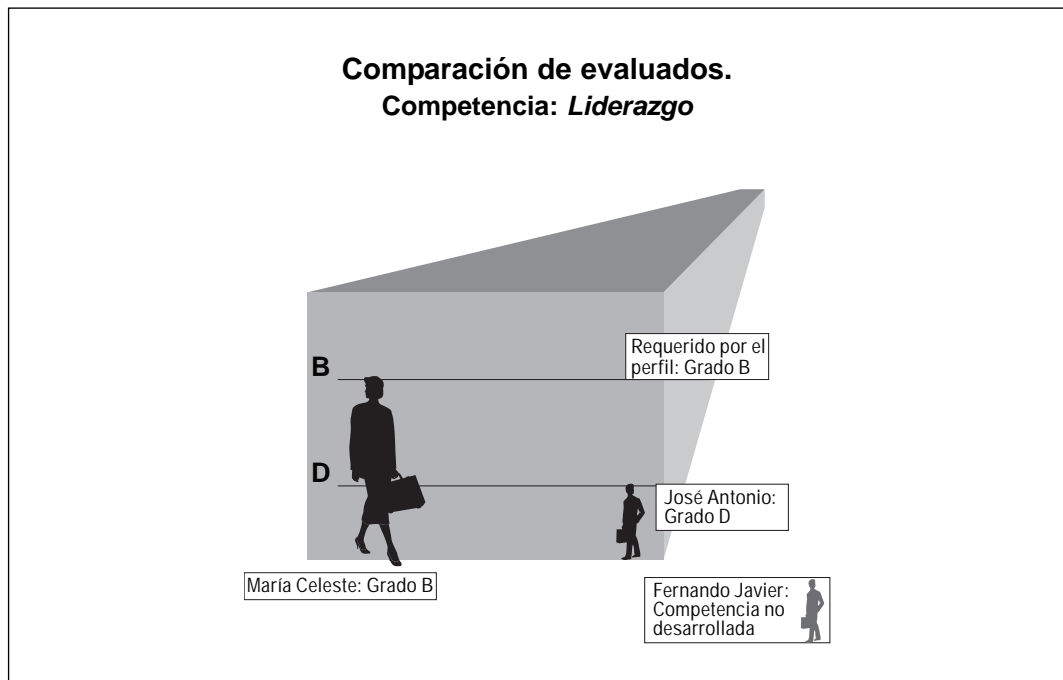 Comparación de evaluados.
Competencia: Liderazgo
B
Requerido por el
perfil: Grado B
D
José Antonio:
Grado D
María Celeste: Grado B
Fernando Javier:
Competencia no
desarrollada